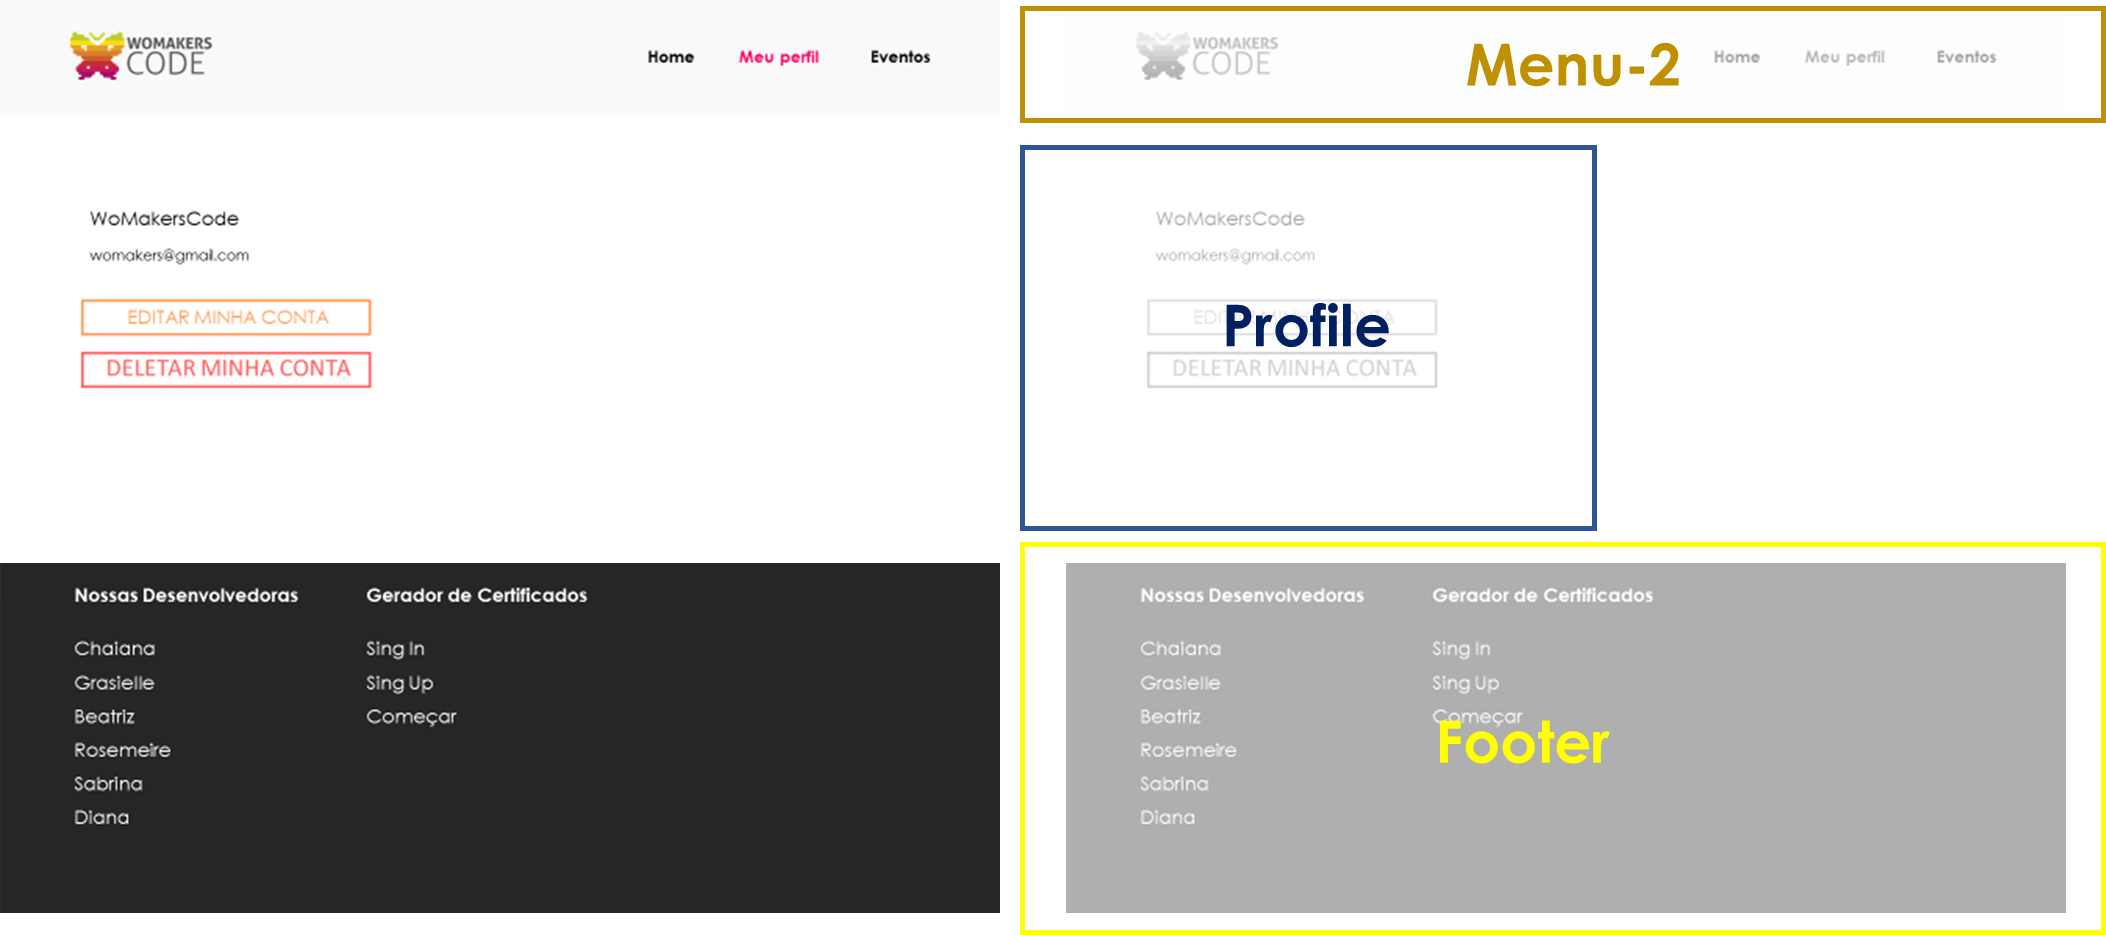 WOMAKERS
CODE
Home Meu perfil Eventos
WoMakersCode
womakers@gmail.com
EDITAR MINHA CONTA
DELETAR MINHA CONTA
Nossas Desenvolvedoras Gerador de Certificados
Chaiana Sing In
Grasielle Sing Up
Beatriz Começar
Rosemeire
Sabrina
Diana
WOMAKERS
CODE
Menu-2
Home Meu perfil Eventos
WoMakersCode
womakers@gmail.com
EDITAR MINHA CONTA
Profile
DELETAR MINHA CONTA
Nossas Desenvolvedoras Gerador de Certificados
Chaiana Sing In
Grasielle Sing Up
Beatriz Começar
Footer
Rosemeire
Sabrina
Diana